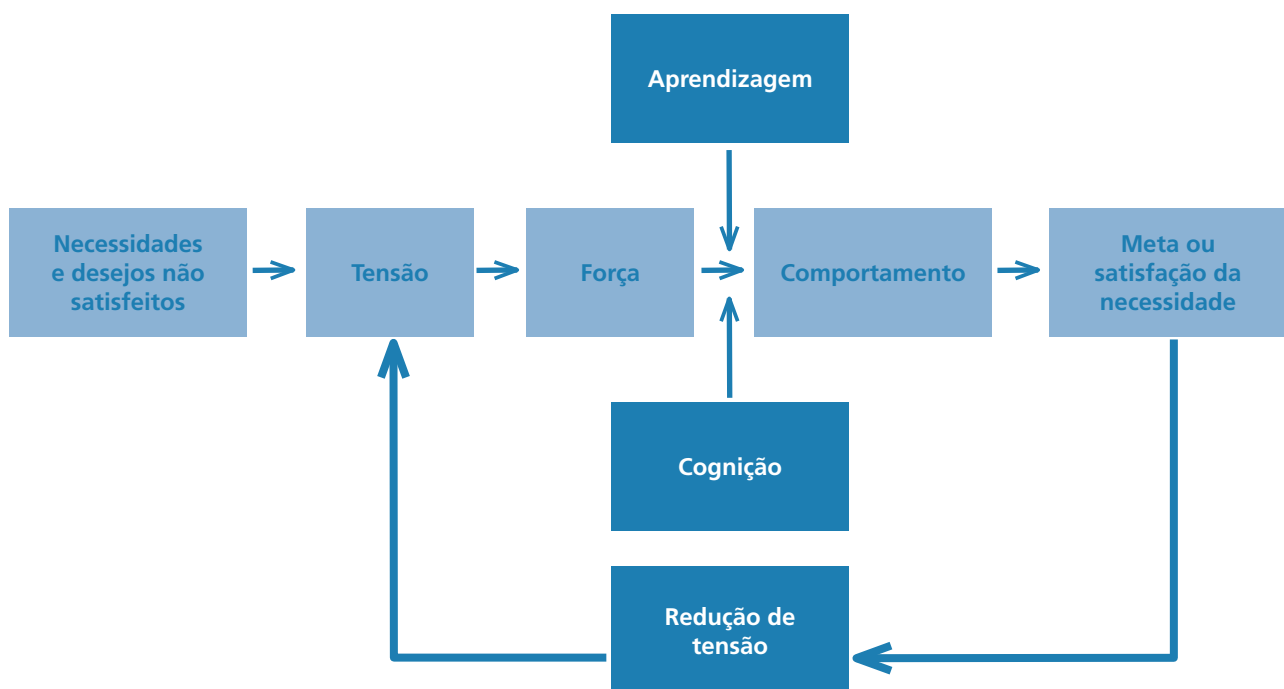 Aprendizagem
Necessidades
e desejos não
satisfeitos
Tensão
Força
Comportamento
Meta ou
satisfação da
necessidade
Cognição
Redução de
tensão